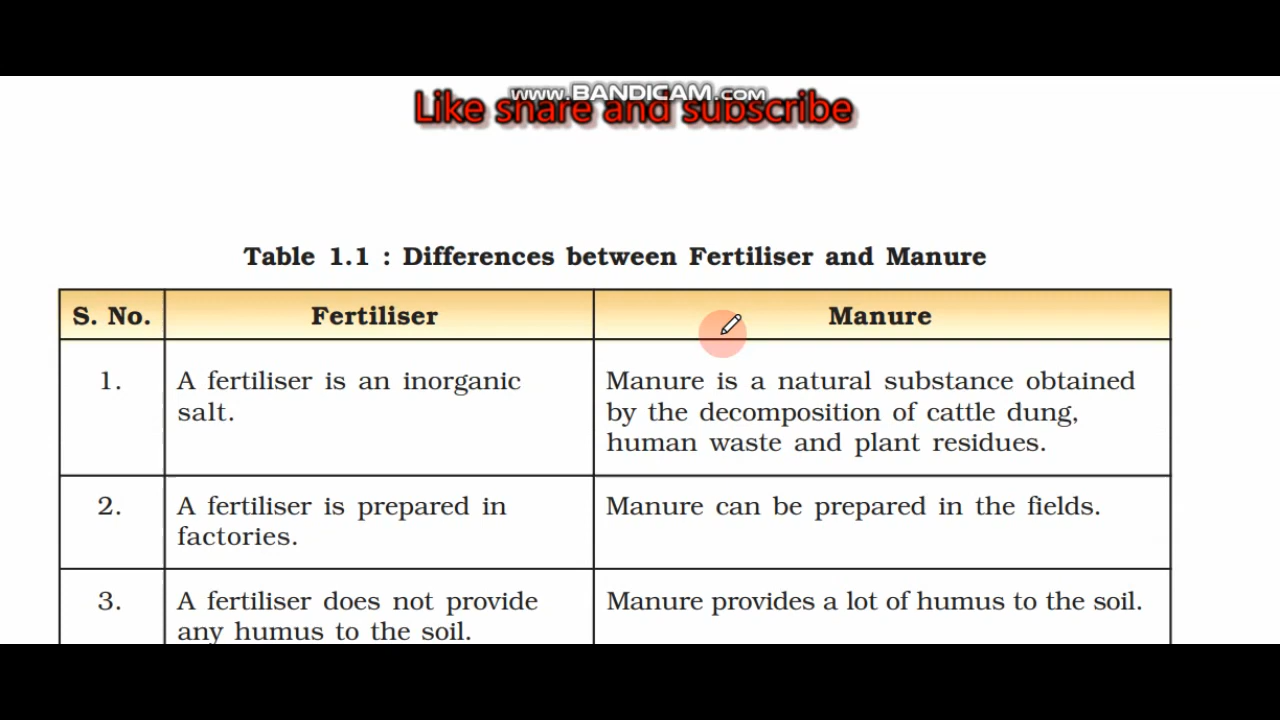 www.BANDICAM.com
Like share and subscribe
Table 1.1 : Differences between Fertiliser and Manure
S. No. Fertiliser Manure
1. A fertiliser is an inorganic Manure is a natural substance obtained
salt. by the decomposition of cattle dung,
human waste and plant residues.
2. A fertiliser is prepared in Manure can be prepared in the fields.
factories.
3. A fertiliser does not provide Manure provides a lot of humus to the soil.
any humus to the soil.